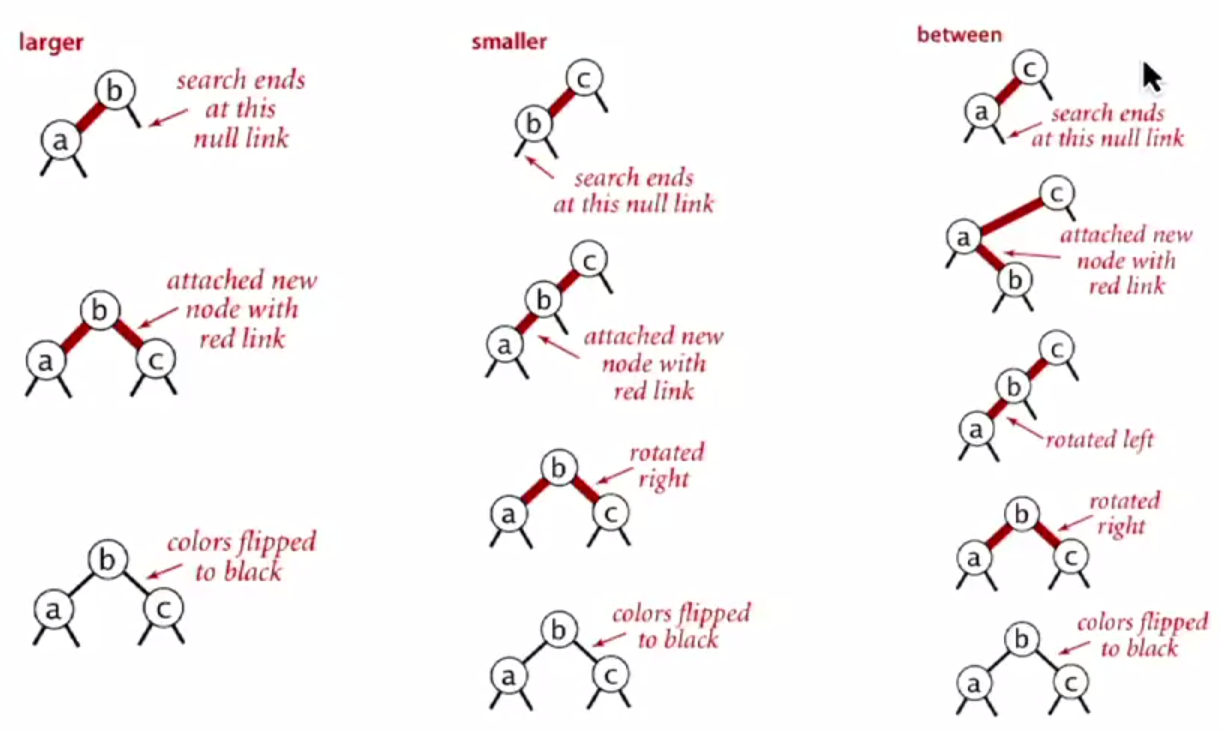 larger
b
a
search ends
at this
null link
attached new
node with
red link
b
a
c
colors flipped
to black
b
a
c
smaller
c
b
search ends
at this null link
c
b
a
attached new
node with
red link
rotated
right
b
a
c
colors flipped
to black
b
a
c
between
c
a
search ends
at this null link
c
a
b
attached new
node with
red link
c
b
a
rotated left
rotated
right
b
a
c
colors flipped
to black
b
a
c